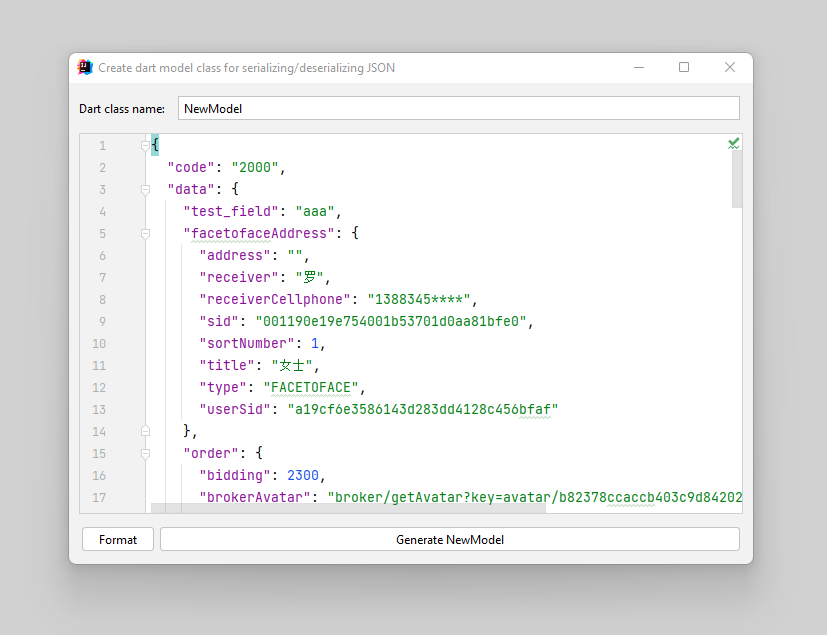 Create dart model class for serializing/deserializing JSON
Dart class name: NewModel
1 {
2 "code": "2000",
3 "data": {
4 "test_field": "aaa",
5 "facetofaceAddress": {
6 "address": "",
7 "receiver": "罗",
8 "receiverCellphone": "1388345****",
9 "sid": "001190e19e754001b53701d0aa81bfe0",
10 "sortNumber": 1,
11 "title": "女士",
12 "type": "FACETOFACE",
13 "userSid": "a19cf6e3586143d283dd4128c456bfaf"
14 },
15 "order": {
16 "bidding": 2300,
17 "brokerAvatar": "broker/getAvatar?key=avatar/b82378ccaccb403c9d84202
Format Generate NewModel